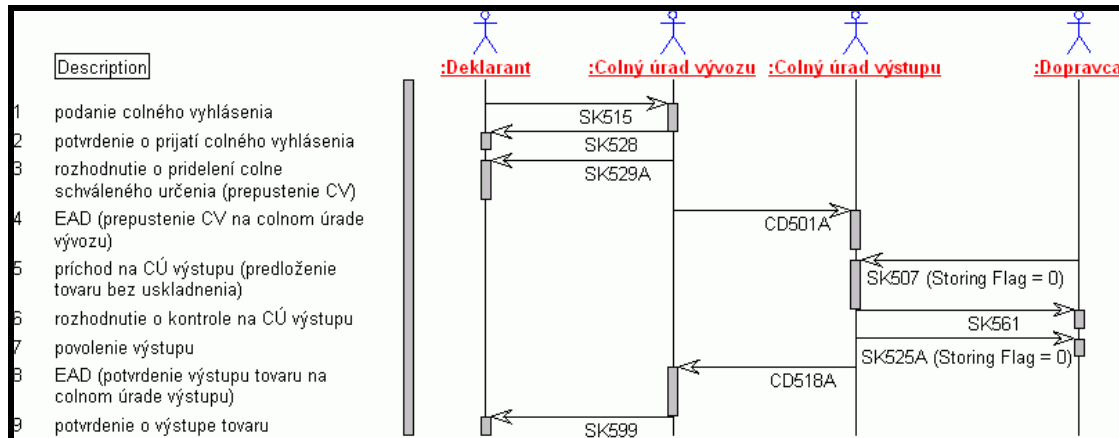 :Deklarant :Colný úrad vývozu :Colný úrad výstupu :Dopravca
Description
1 podanie colného vyhlásenia
SK515
2 potvrdenie o prijatí colného vyhlásenia
SK528
3 rozhodnutie o pridelení colne
schváleného určenia (prepustenie CV)
SK529A
4 EAD (prepustenie CV na colnom úrade
vývozu)
CD501A
5 príchod na CÚ výstupu (predloženie
tovaru bez uskladnenia)
SK507 (Storing Flag = 0)
6 rozhodnutie o kontrole na CÚ výstupu
SK561
7 povolenie výstupu
SK525A (Storing Flag = 0)
8 EAD (potvrdenie výstupu tovaru na
colnom úrade výstupu)
CD518A
9 potvrdenie o výstupe tovaru
SK599